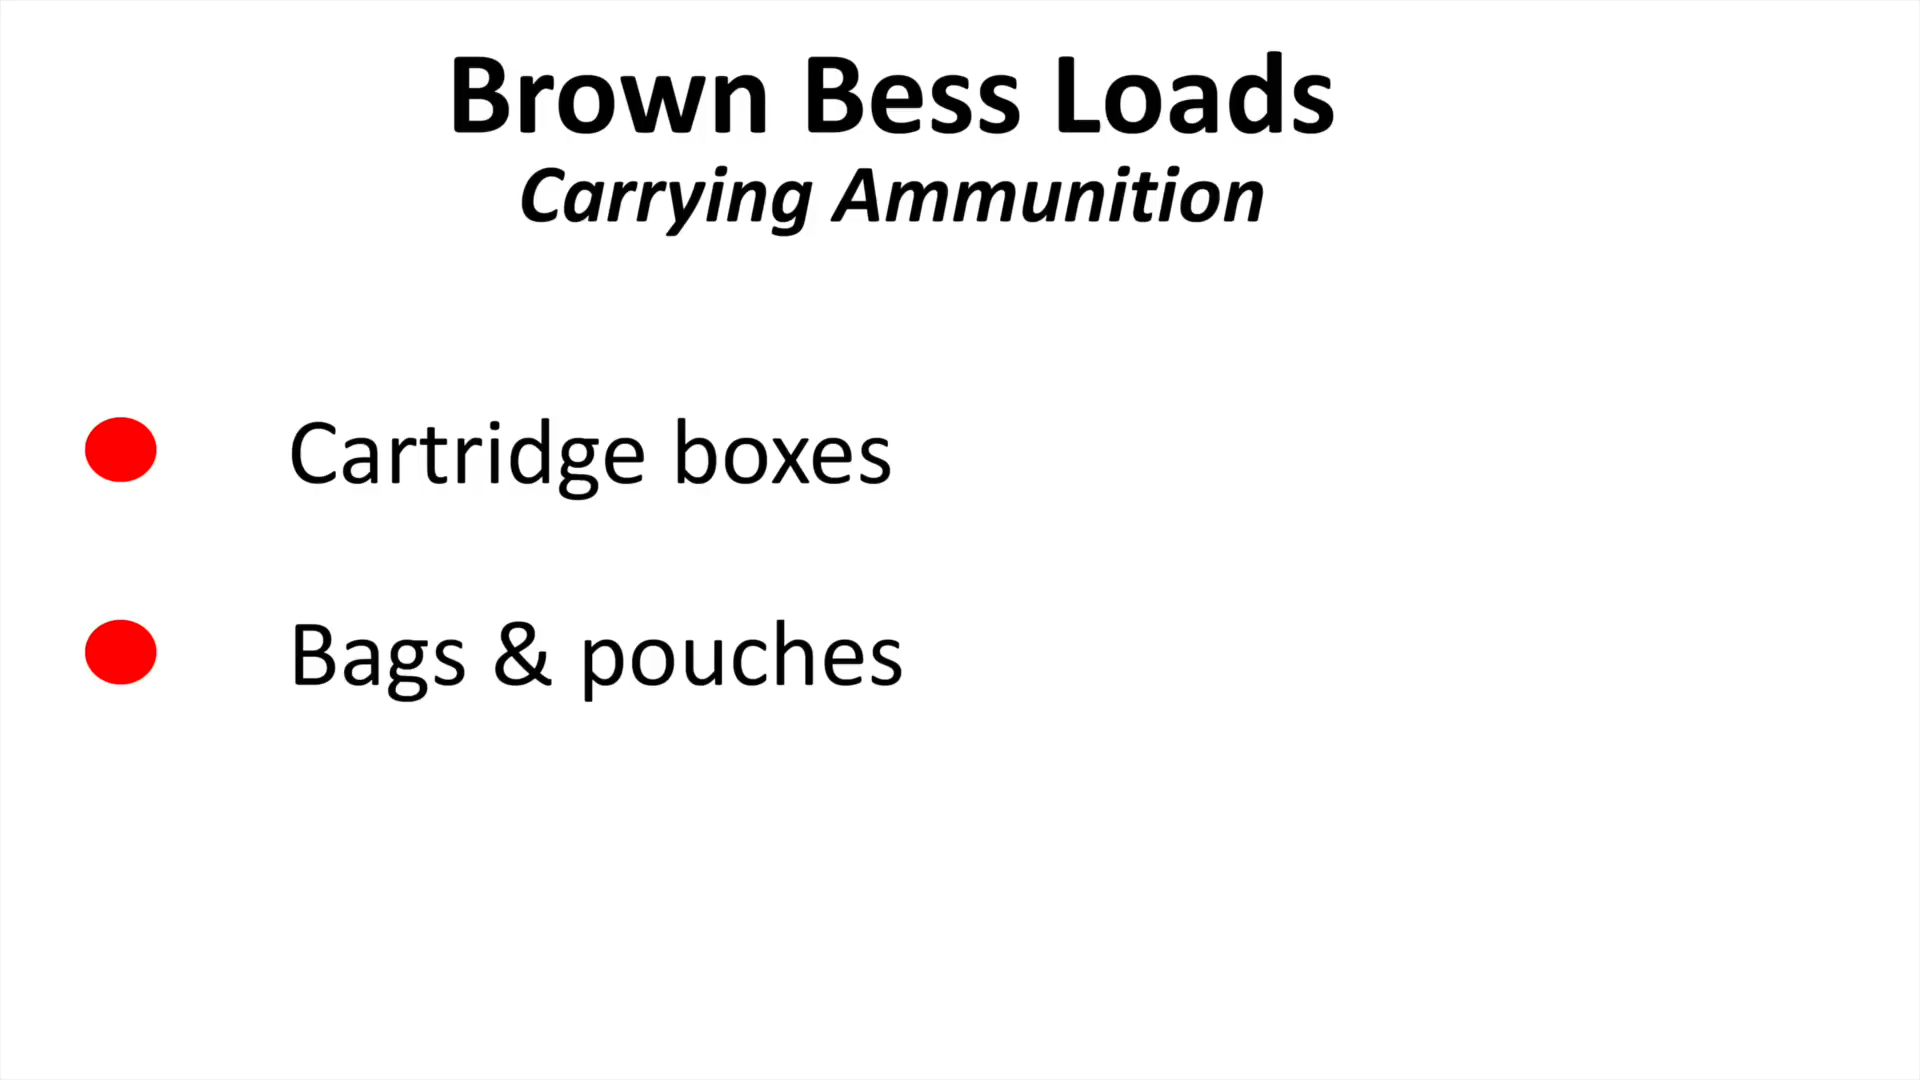 Brown Bess Loads
Carrying Ammunition
Cartridge boxes
Bags & pouches